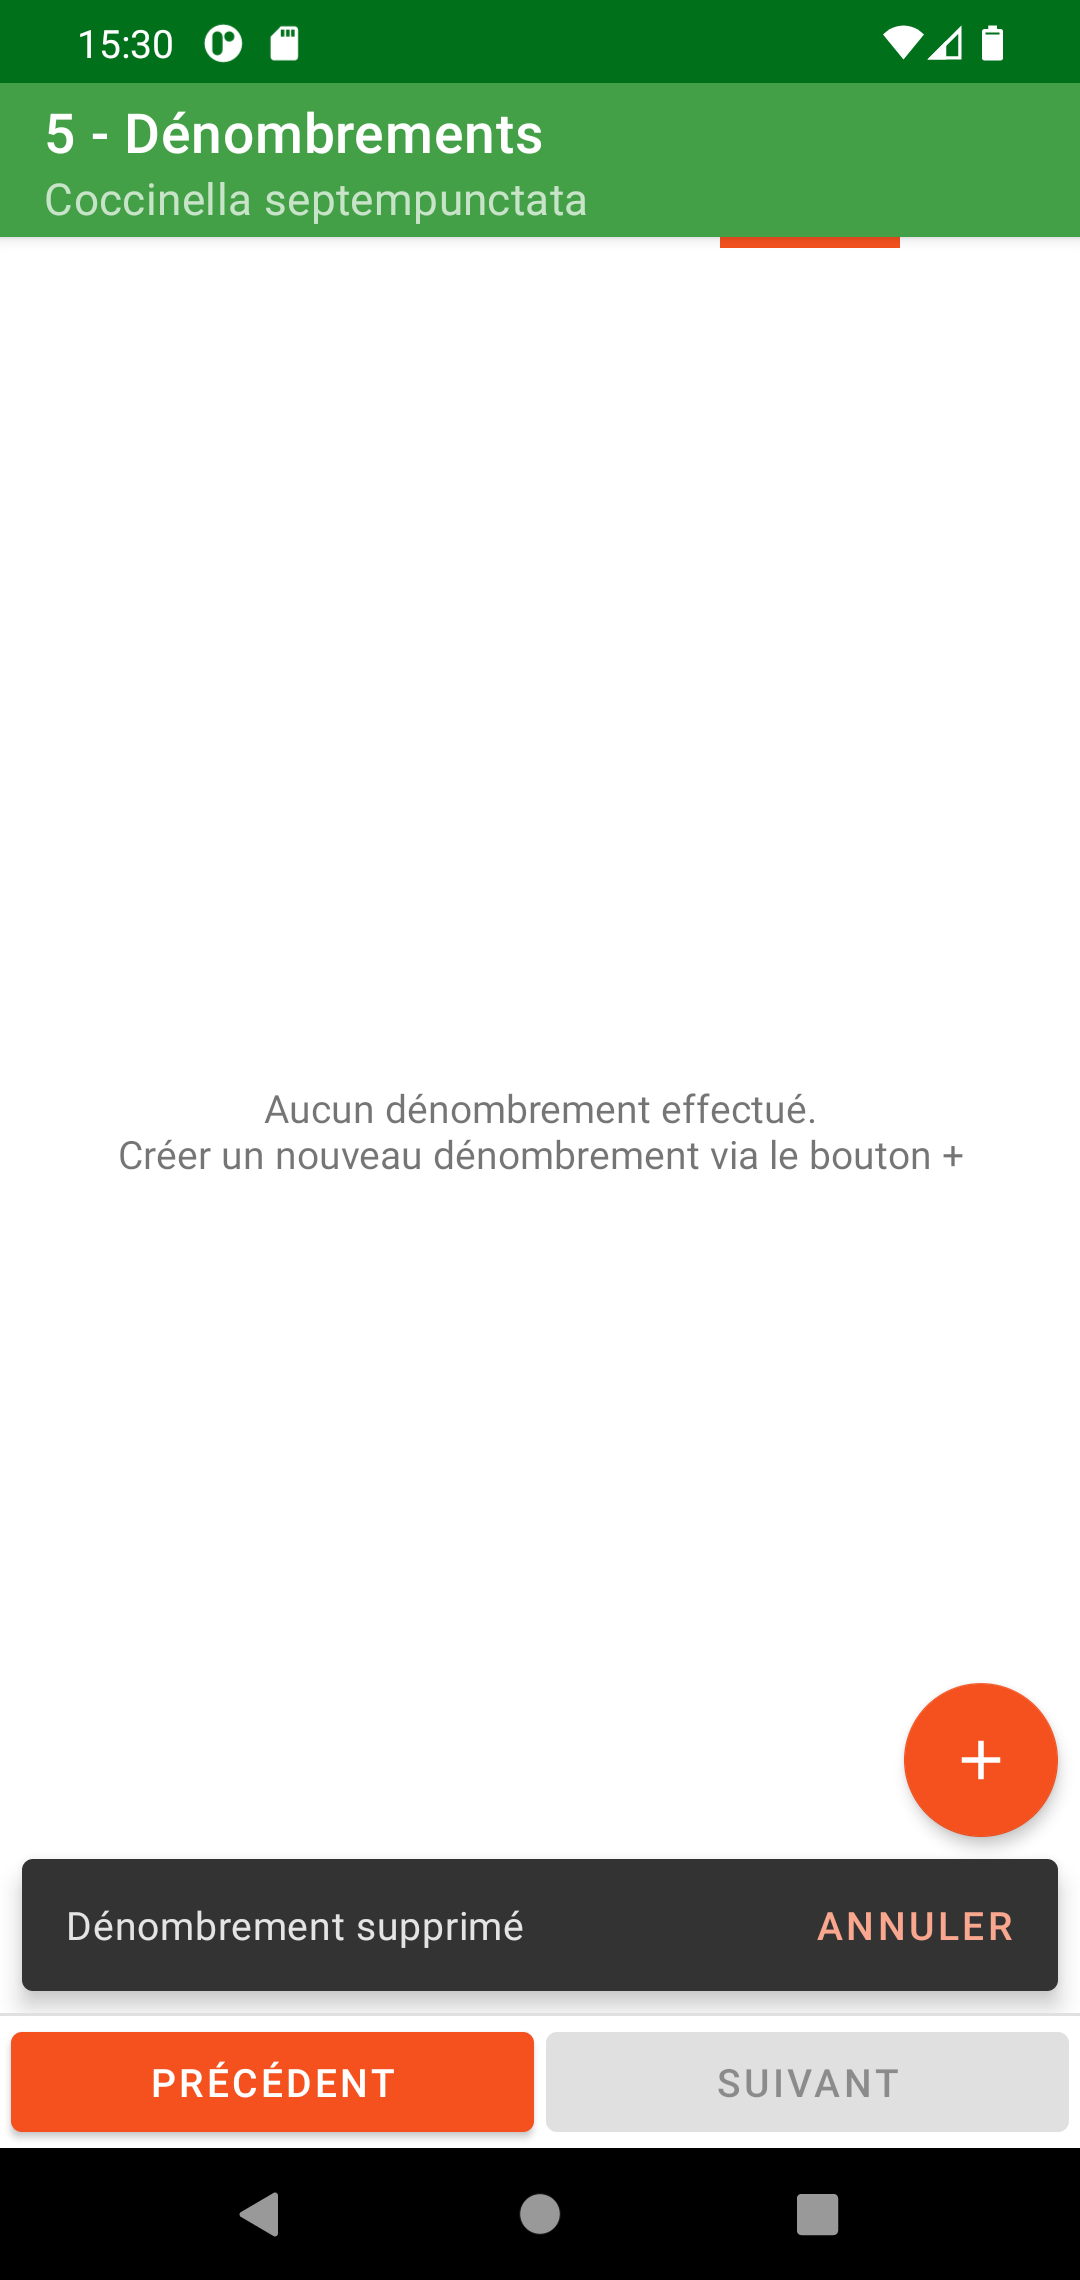 15:30
5 - Dénombrements
Coccinella septempunctata
Aucun dénombrement effectué.
Créer un nouveau dénombrement via le bouton +
Dénombrement supprimé ANNULER
PRÉCÉDENT SUIVANT